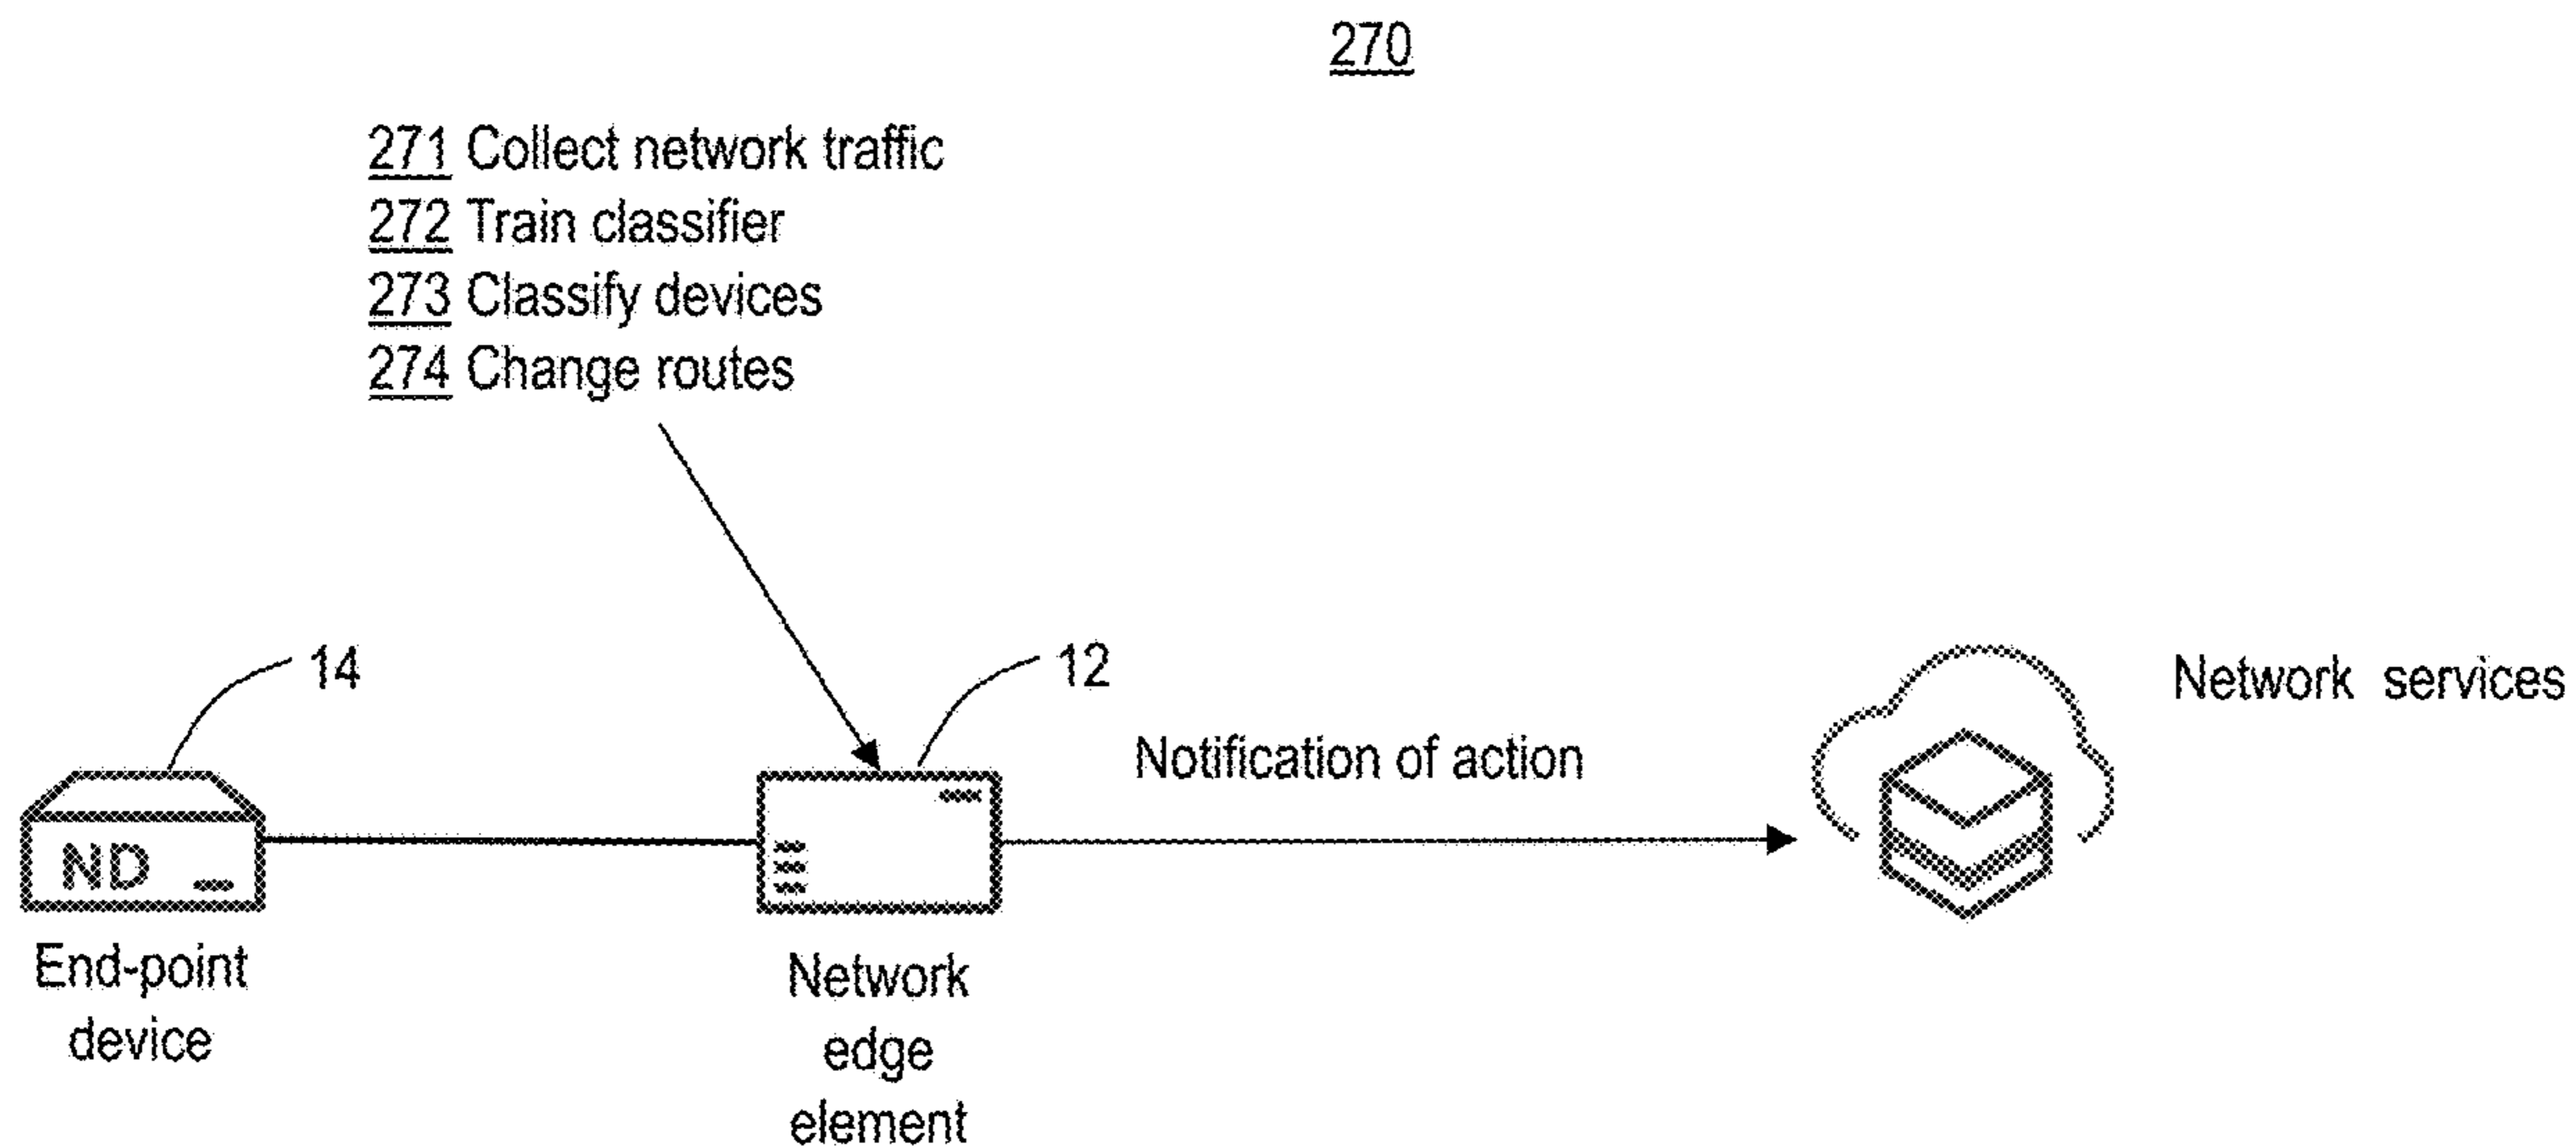 270
271 Collect network traffic
272 Train classifier
273 Classify devices
274 Change routes
14
12
Network services
Notification of action
ND
End-point
device
Network
edge
element